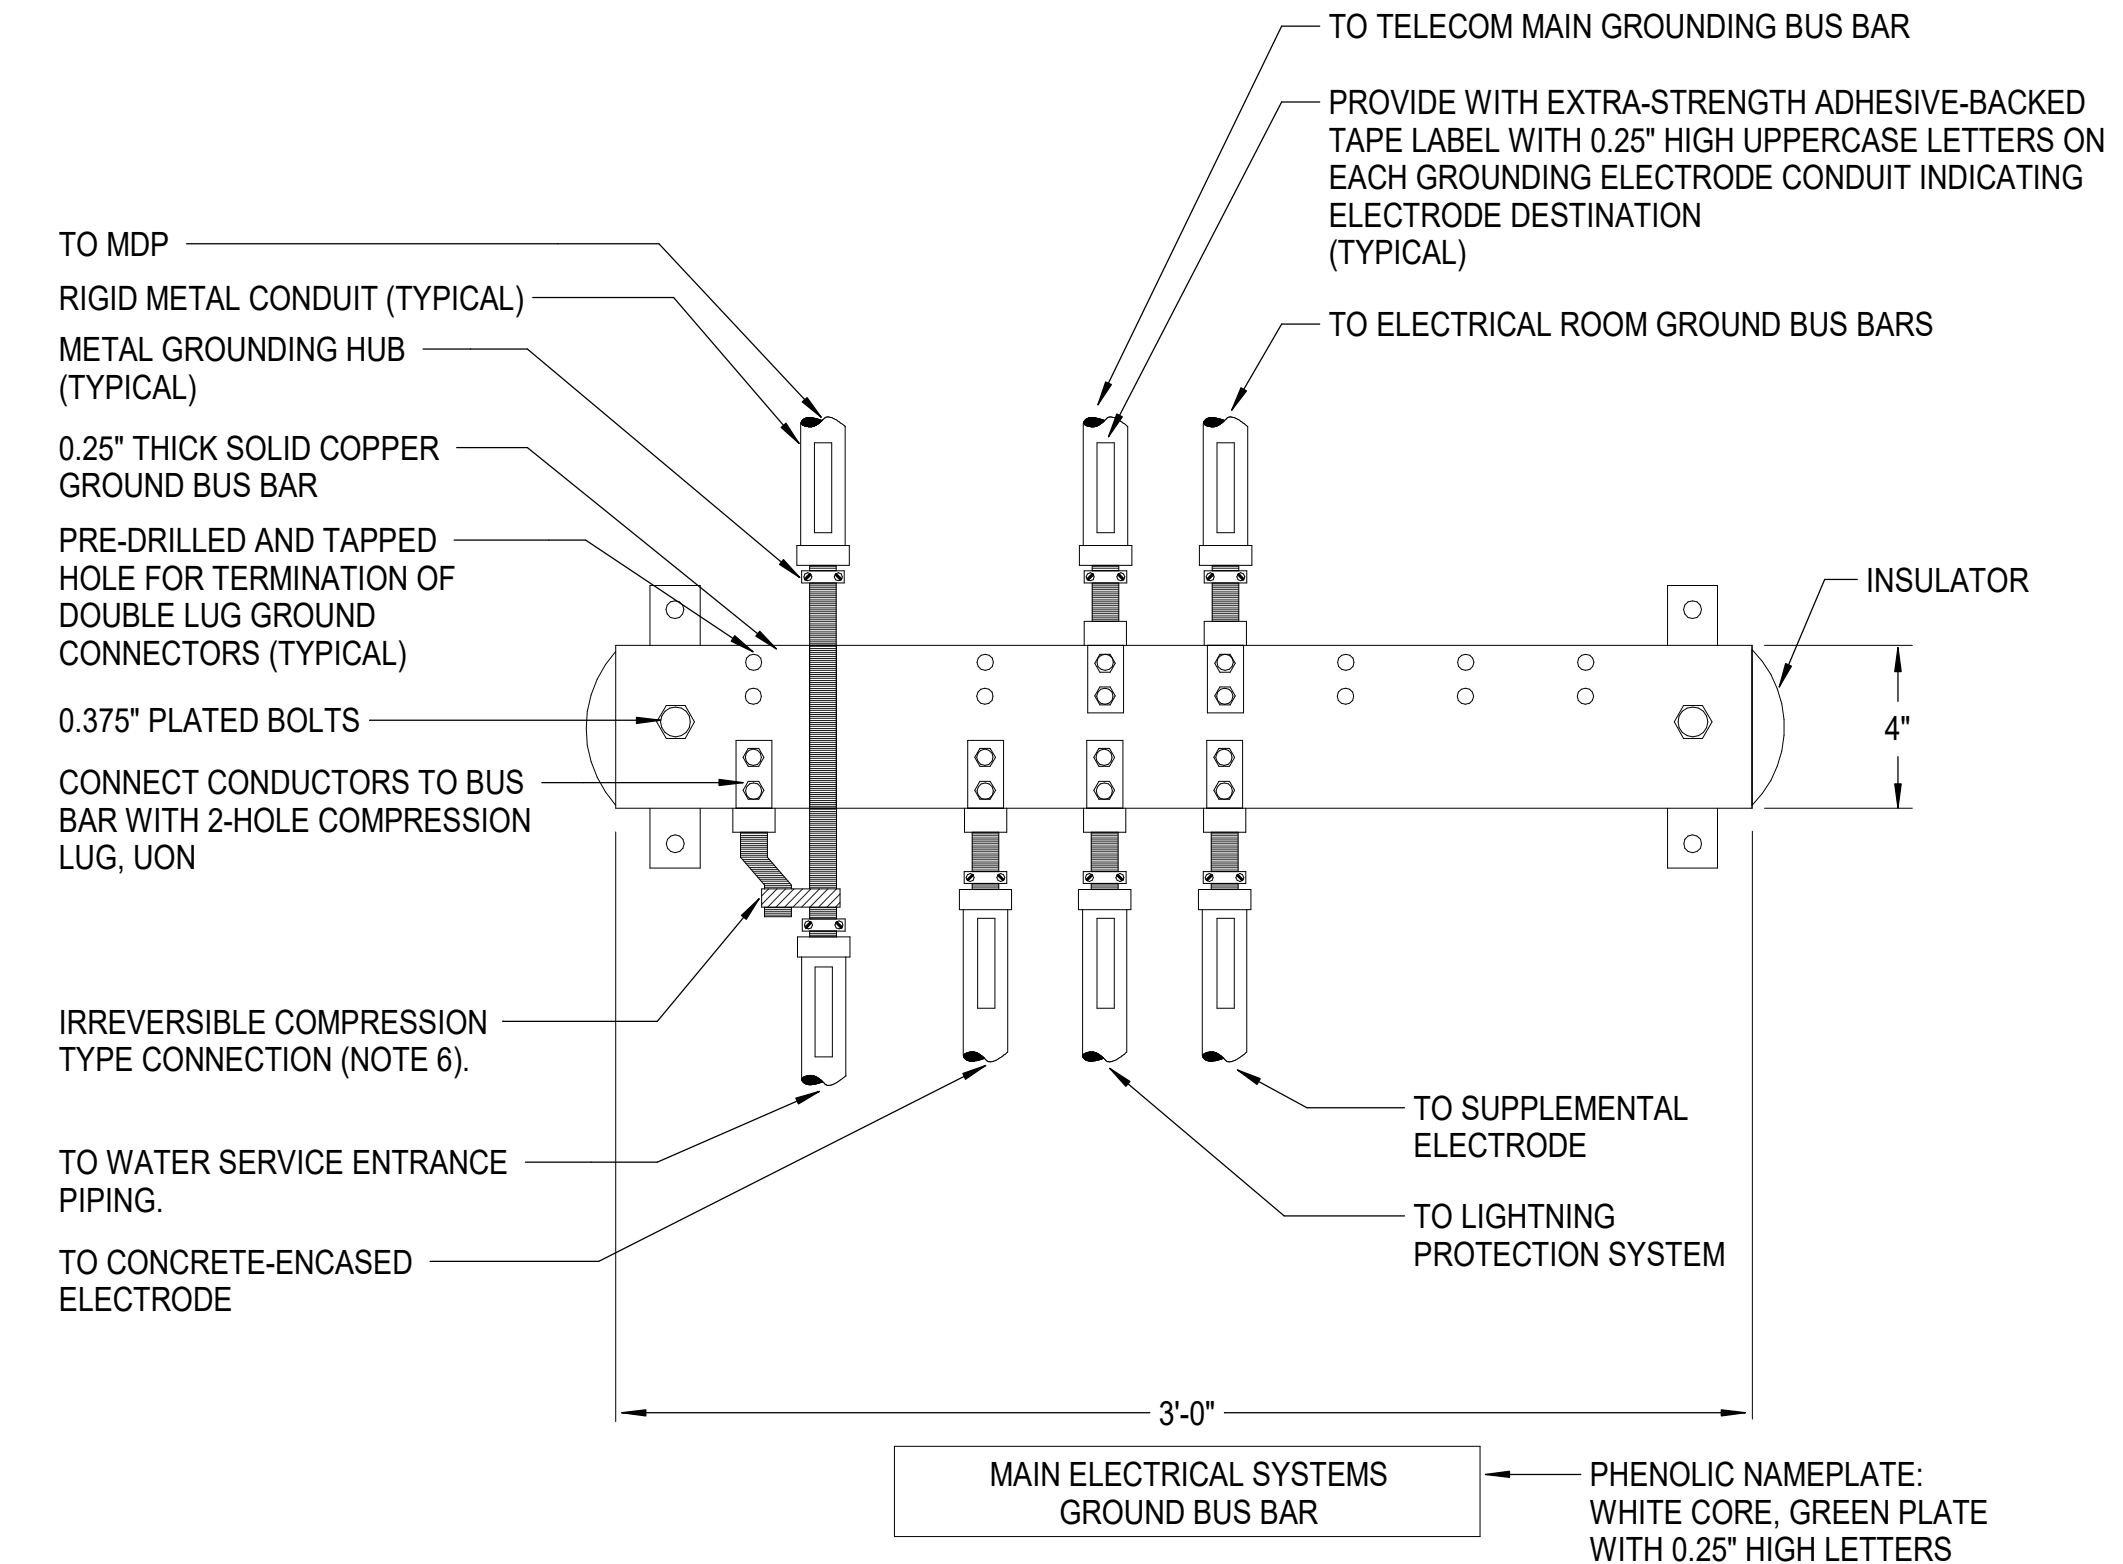 TO TELECOM MAIN GROUNDING BUS BAR
PROVIDE WITH EXTRA-STRENGTH ADHESIVE-BACKED
TAPE LABEL WITH 0.25" HIGH UPPERCASE LETTERS ON
EACH GROUNDING ELECTRODE CONDUIT INDICATING
ELECTRODE DESTINATION
(TYPICAL)
TO ELECTRICAL ROOM GROUND BUS BARS
TO MDP
RIGID METAL CONDUIT (TYPICAL)
METAL GROUNDING HUB
(TYPICAL)
0.25" THICK SOLID COPPER
GROUND BUS BAR
PRE-DRILLED AND TAPPED
HOLE FOR TERMINATION OF
DOUBLE LUG GROUND
CONNECTORS (TYPICAL)
0.375" PLATED BOLTS
CONNECT CONDUCTORS TO BUS
BAR WITH 2-HOLE COMPRESSION
LUG, UON
IRREVERSIBLE COMPRESSION
TYPE CONNECTION (NOTE 6).
TO WATER SERVICE ENTRANCE
PIPING.
TO CONCRETE-ENCASED
ELECTRODE
INSULATOR
4"
TO SUPPLEMENTAL
ELECTRODE
TO LIGHTNING
PROTECTION SYSTEM
3'-0"
MAIN ELECTRICAL SYSTEMS
GROUND BUS BAR
PHENOLIC NAMEPLATE:
WHITE CORE, GREEN PLATE
WITH 0.25" HIGH LETTERS